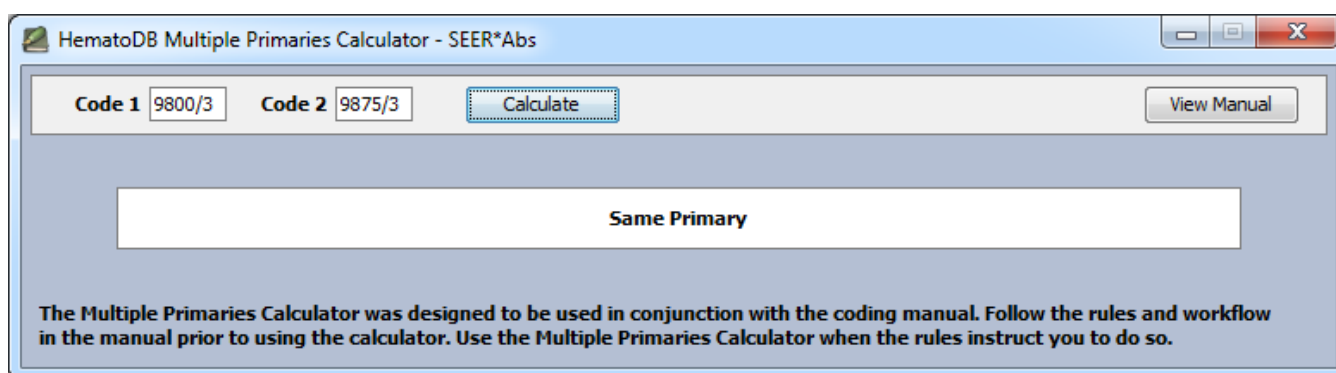 HematoDB Multiple Primaries Calculator - SEER*Abs
Code 1 9800/3 Code 2 9875/3 Calculate View Manual
Same Primary
The Multiple Primaries Calculator was designed to be used in conjunction with the coding manual. Follow the rules and workflow
in the manual prior to using the calculator. Use the Multiple Primaries Calculator when the rules instruct you to do so.